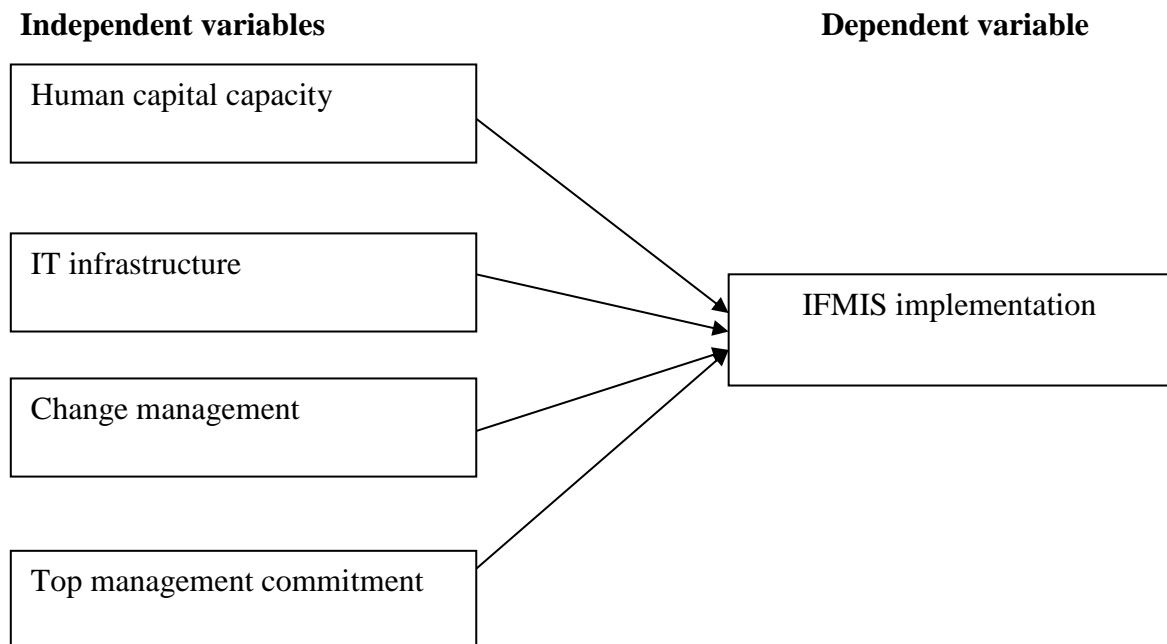 Independent variables
Dependent variable
Human capital capacity
IT infrastructure
IFMIS implementation
Change management
Top management commitment